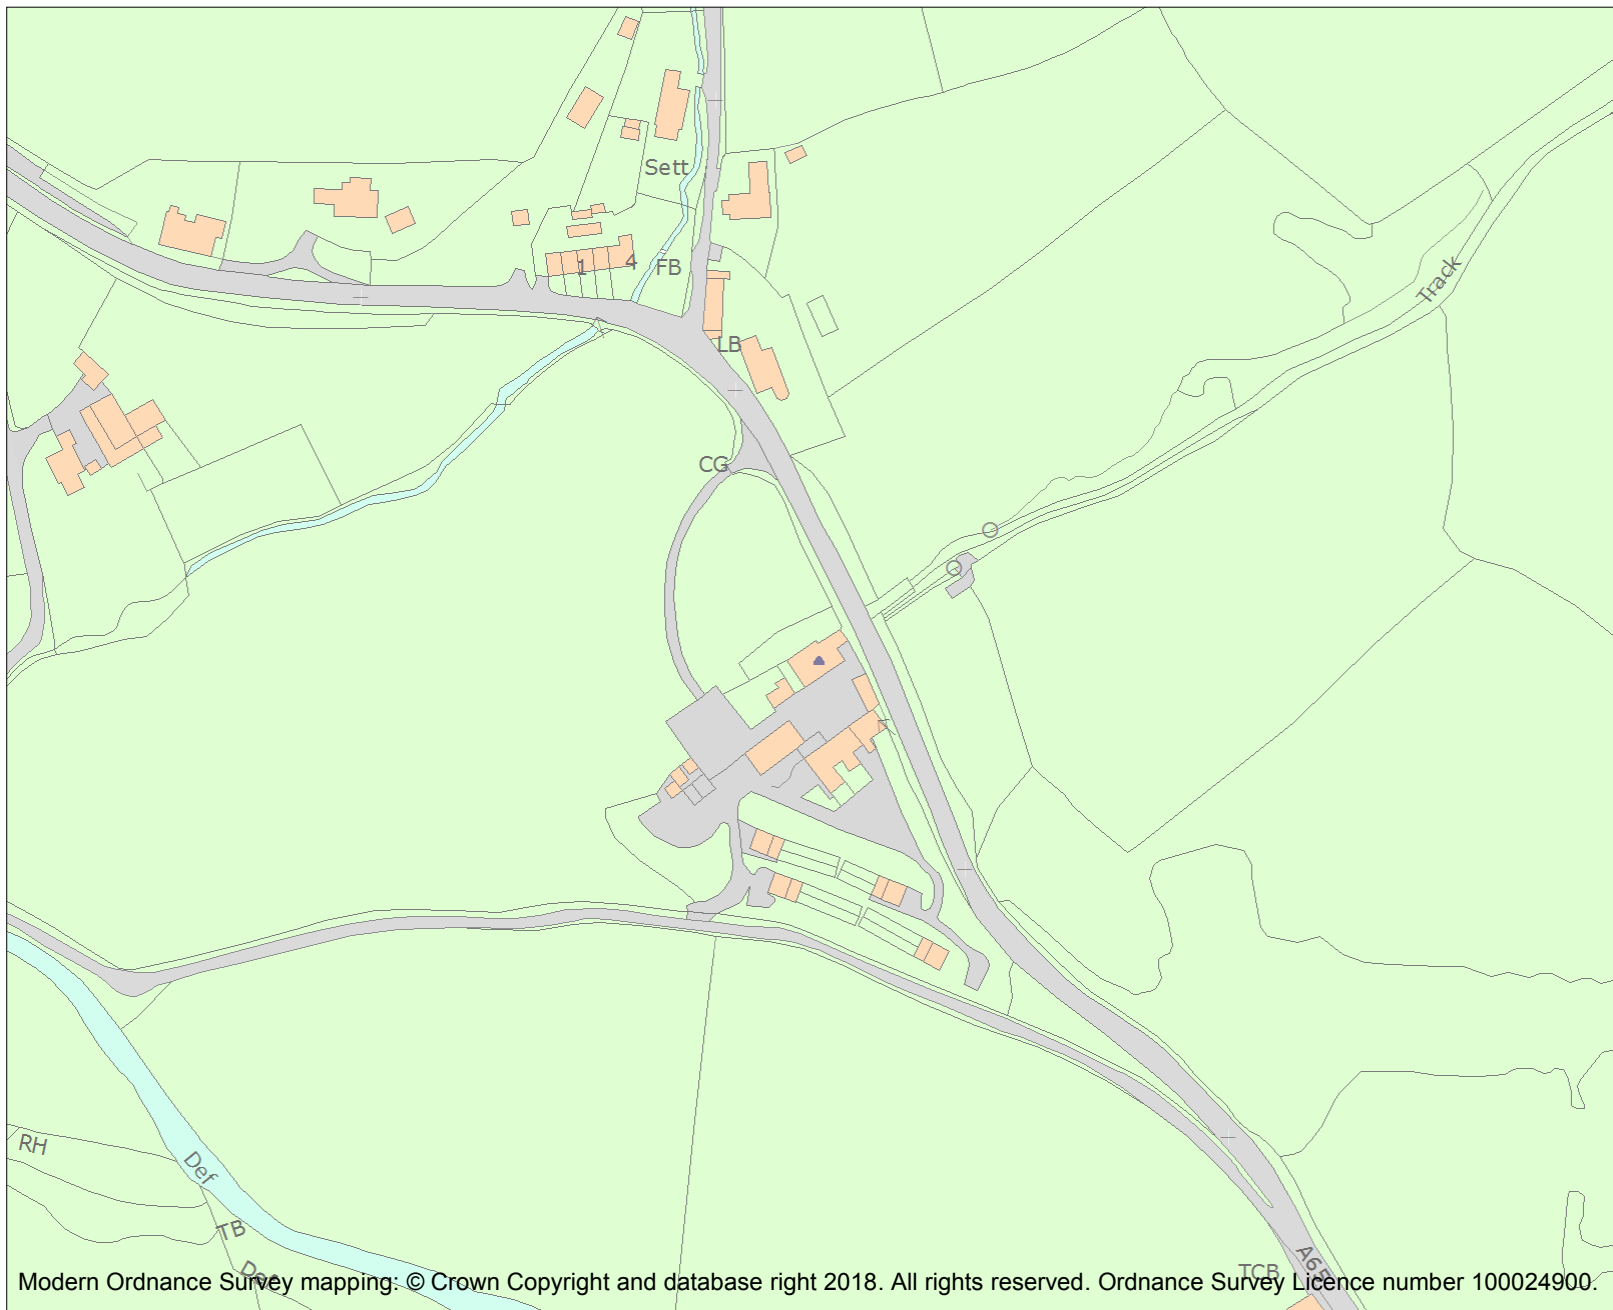 Sett
1
4
FB
Track
LB
CG
RH
Def
TB
Def
TCB
A65
Modern Ordnance Survey mapping: © Crown Copyright and database right 2018. All rights reserved. Ordnance Survey Licence number 100024900.